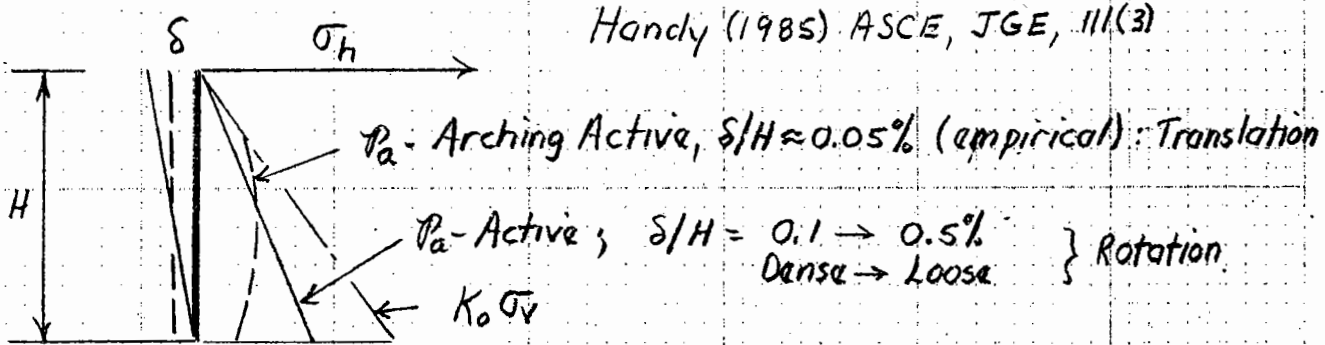 Handy (1985) ASCE, JGE, 111(3)
δ σh
Pa - Arching Active, δ/H ≈ 0.05% (empirical) : Translation
H
Pa - Active ; δ/H = 0.1 → 0.5% } Rotation
Dense → Loose
Ko σv